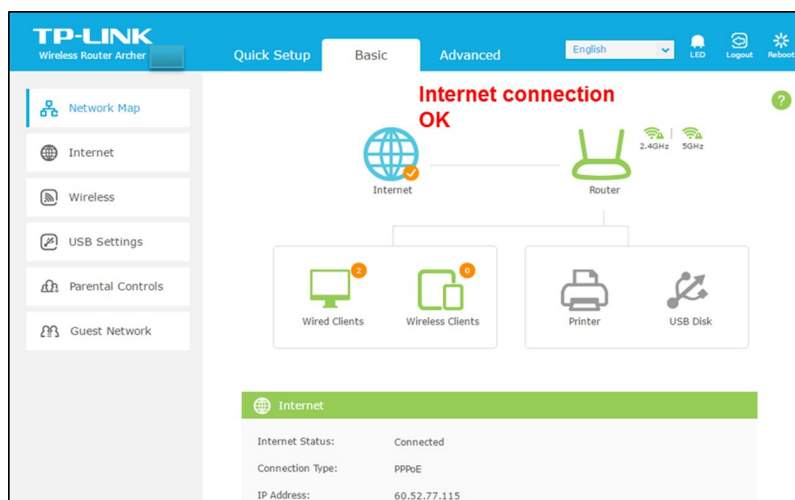 TP-LINK
Wireless Router Archer
Quick Setup
Basic
Advanced
English
LED
Logout
Reboot
Network Map
Internet
Wireless
USB Settings
Parental Controls
Guest Network
Internet connection
OK
?
2.4GHz
5GHz
Internet
Router
2
0
Wired Clients
Wireless Clients
Printer
USB Disk
Internet
Internet Status: Connected
Connection Type: PPPoE
IP Address: 60.52.77.115